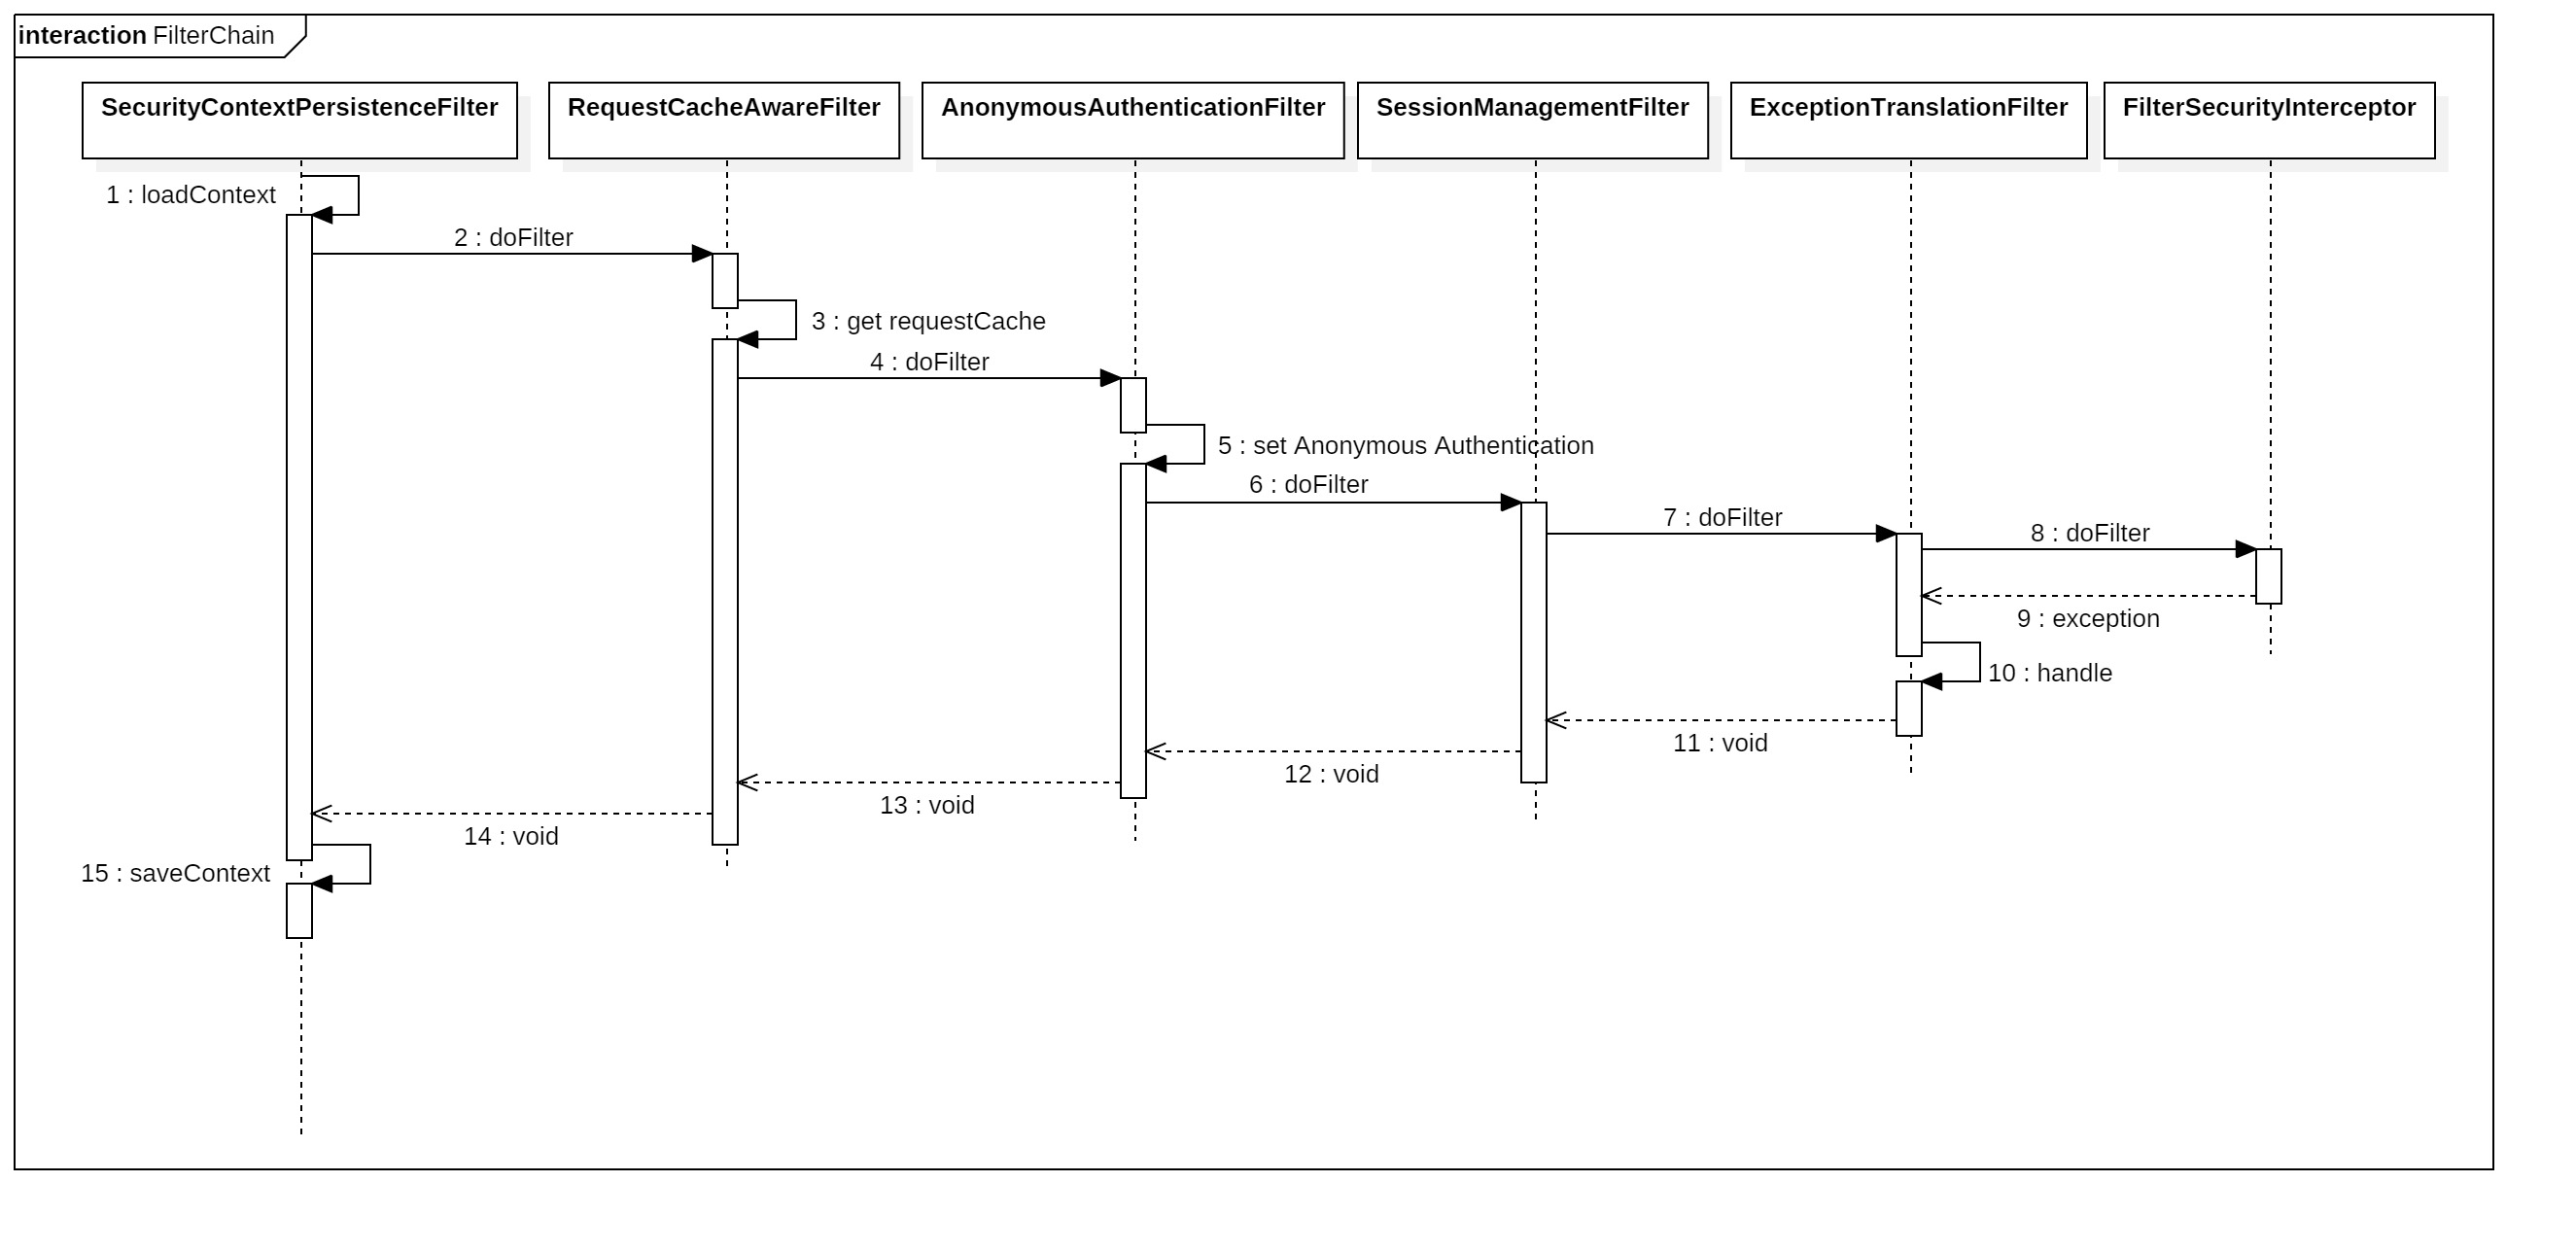 interaction FilterChain
SecurityContextPersistenceFilter
RequestCacheAwareFilter
AnonymousAuthenticationFilter
SessionManagementFilter
ExceptionTranslationFilter
FilterSecurityInterceptor
1 : loadContext
2 : doFilter
3 : get requestCache
4 : doFilter
5 : set Anonymous Authentication
6 : doFilter
7 : doFilter
8 : doFilter
9 : exception
10 : handle
11 : void
12 : void
13 : void
14 : void
15 : saveContext